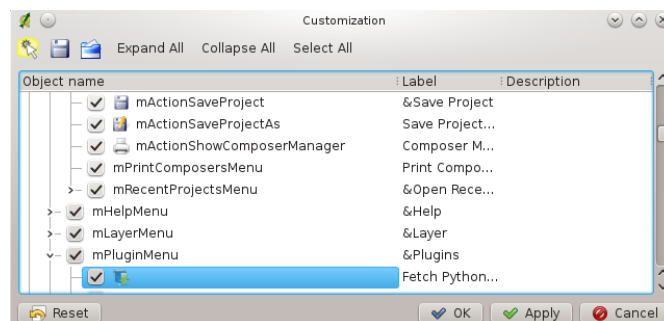 Customization
Expand All Collapse All Select All
Object name Label Description
mActionSaveProject &Save Project
mActionSaveProjectAs Save Project...
mActionShowComposerManager Composer M...
mPrintComposersMenu Print Compo...
mRecentProjectsMenu &Open Rece...
mHelpMenu &Help
mLayerMenu &Layer
mPluginMenu &Plugins
Fetch Python...
Reset OK Apply Cancel